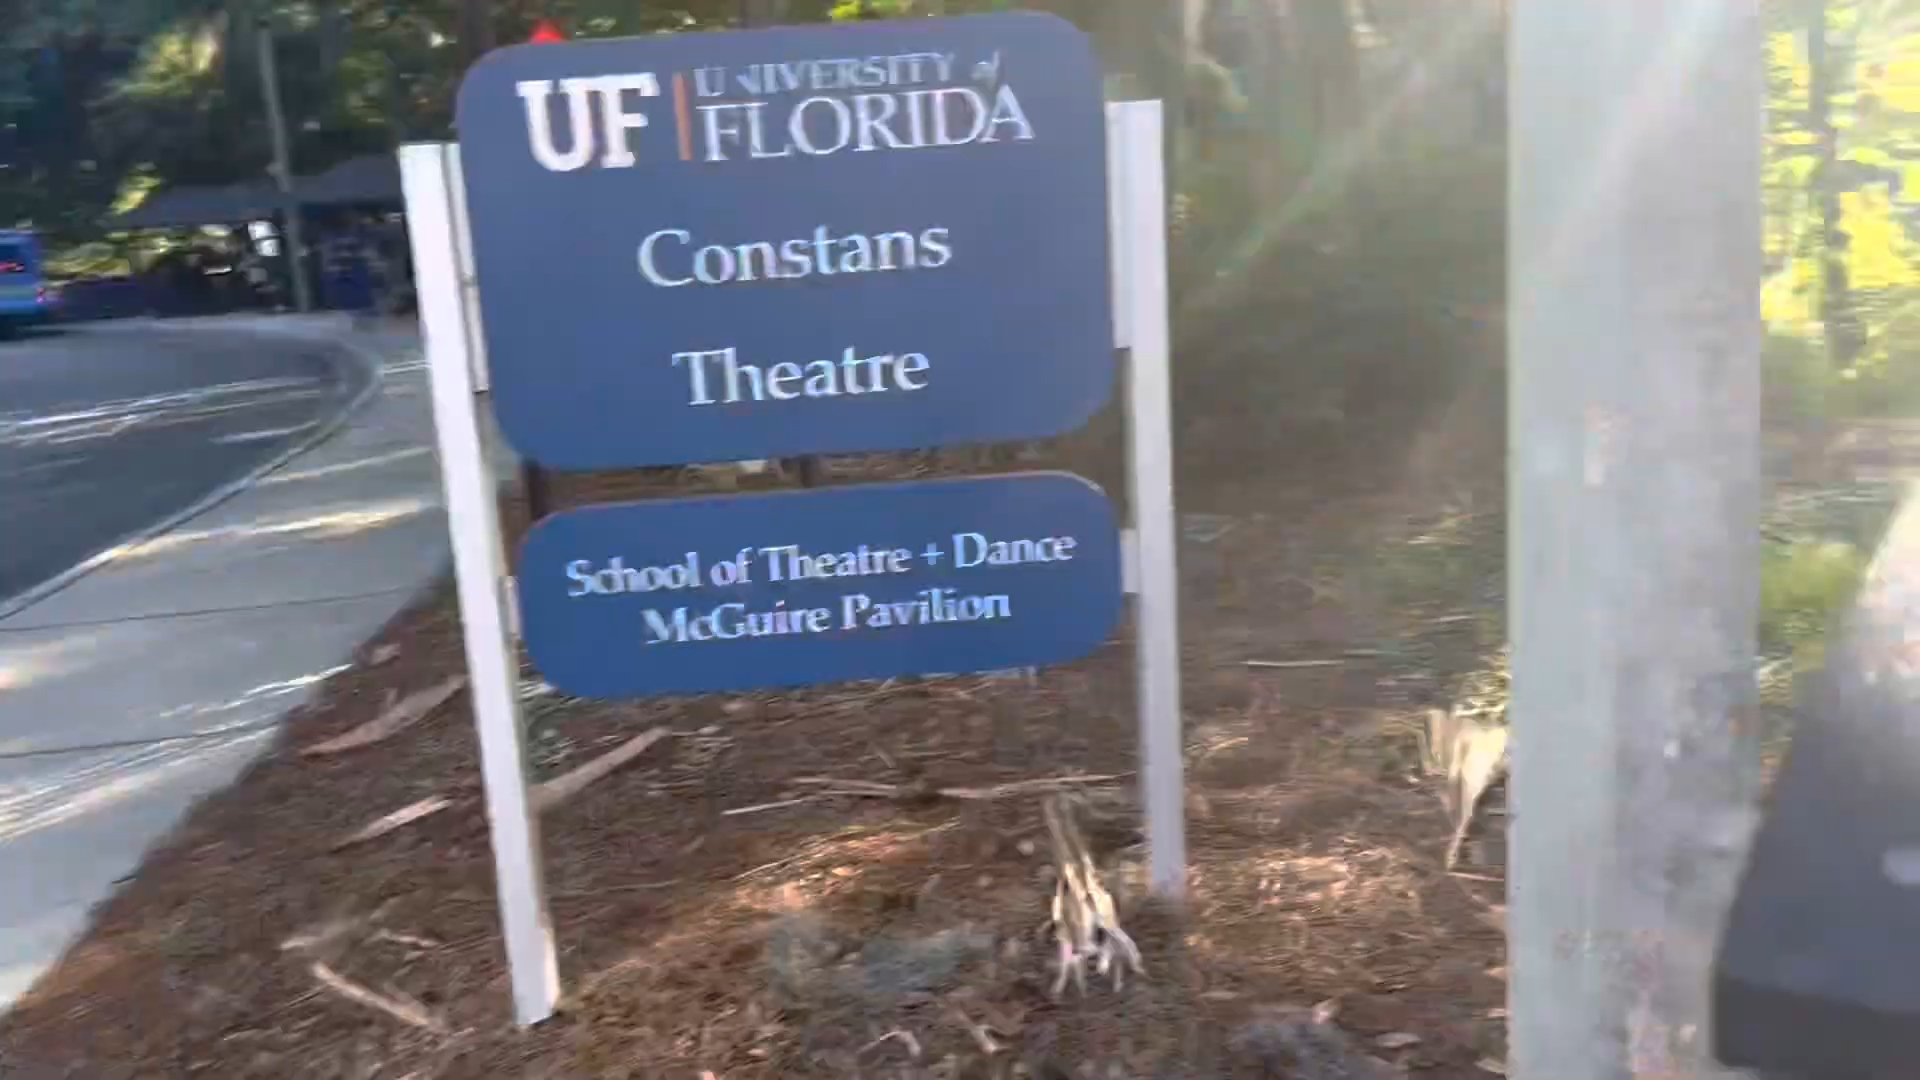 UF | UNIVERSITY of
FLORIDA
Constans
Theatre
School of Theatre + Dance
McGuire Pavilion